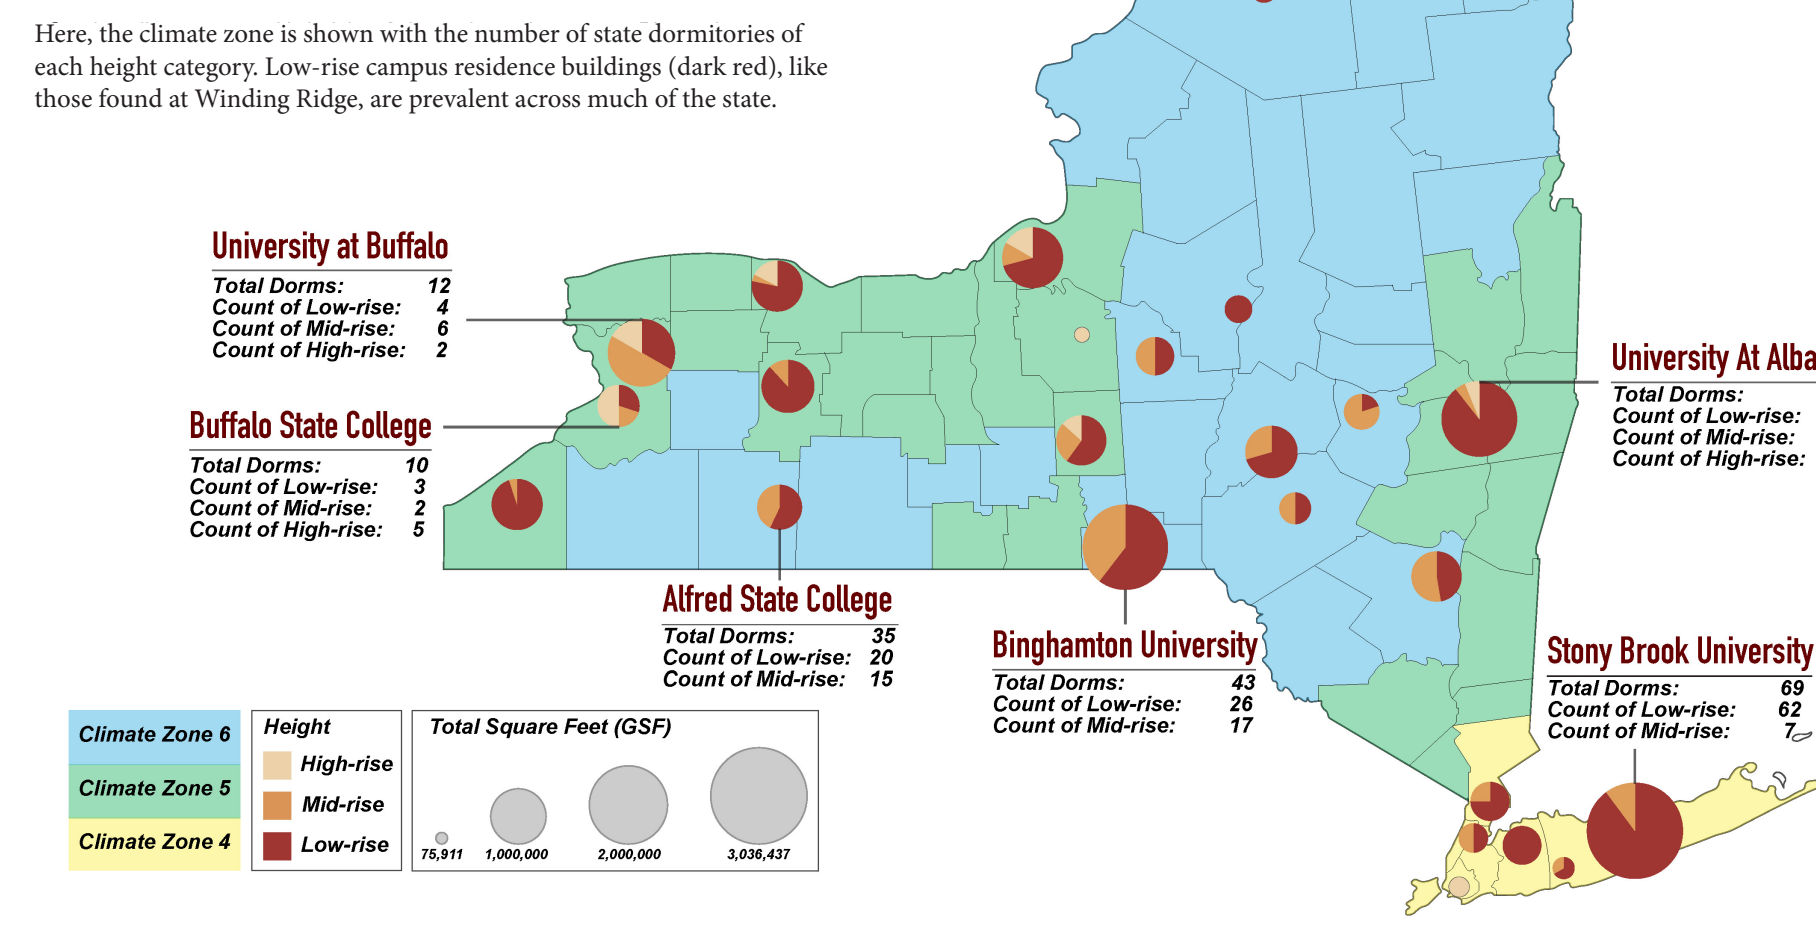 Here, the climate zone is shown with the number of state dormitories of
each height category. Low-rise campus residence buildings (dark red), like
those found at Winding Ridge, are prevalent across much of the state.
University at Buffalo
Total Dorms: 12
Count of Low-rise: 4
Count of Mid-rise: 6
Count of High-rise: 2
Buffalo State College
Total Dorms: 10
Count of Low-rise: 3
Count of Mid-rise: 2
Count of High-rise: 5
University At Alba
Total Dorms:
Count of Low-rise:
Count of Mid-rise:
Count of High-rise:
Alfred State College
Total Dorms: 35
Count of Low-rise: 20
Count of Mid-rise: 15
Binghamton University
Total Dorms: 43
Count of Low-rise: 26
Count of Mid-rise: 17
Stony Brook University
Total Dorms: 69
Count of Low-rise: 62
Count of Mid-rise: 7
Climate Zone 6
Climate Zone 5
Climate Zone 4
Height
High-rise
Mid-rise
Low-rise
Total Square Feet (GSF)
75,911 1,000,000 2,000,000 3,036,437